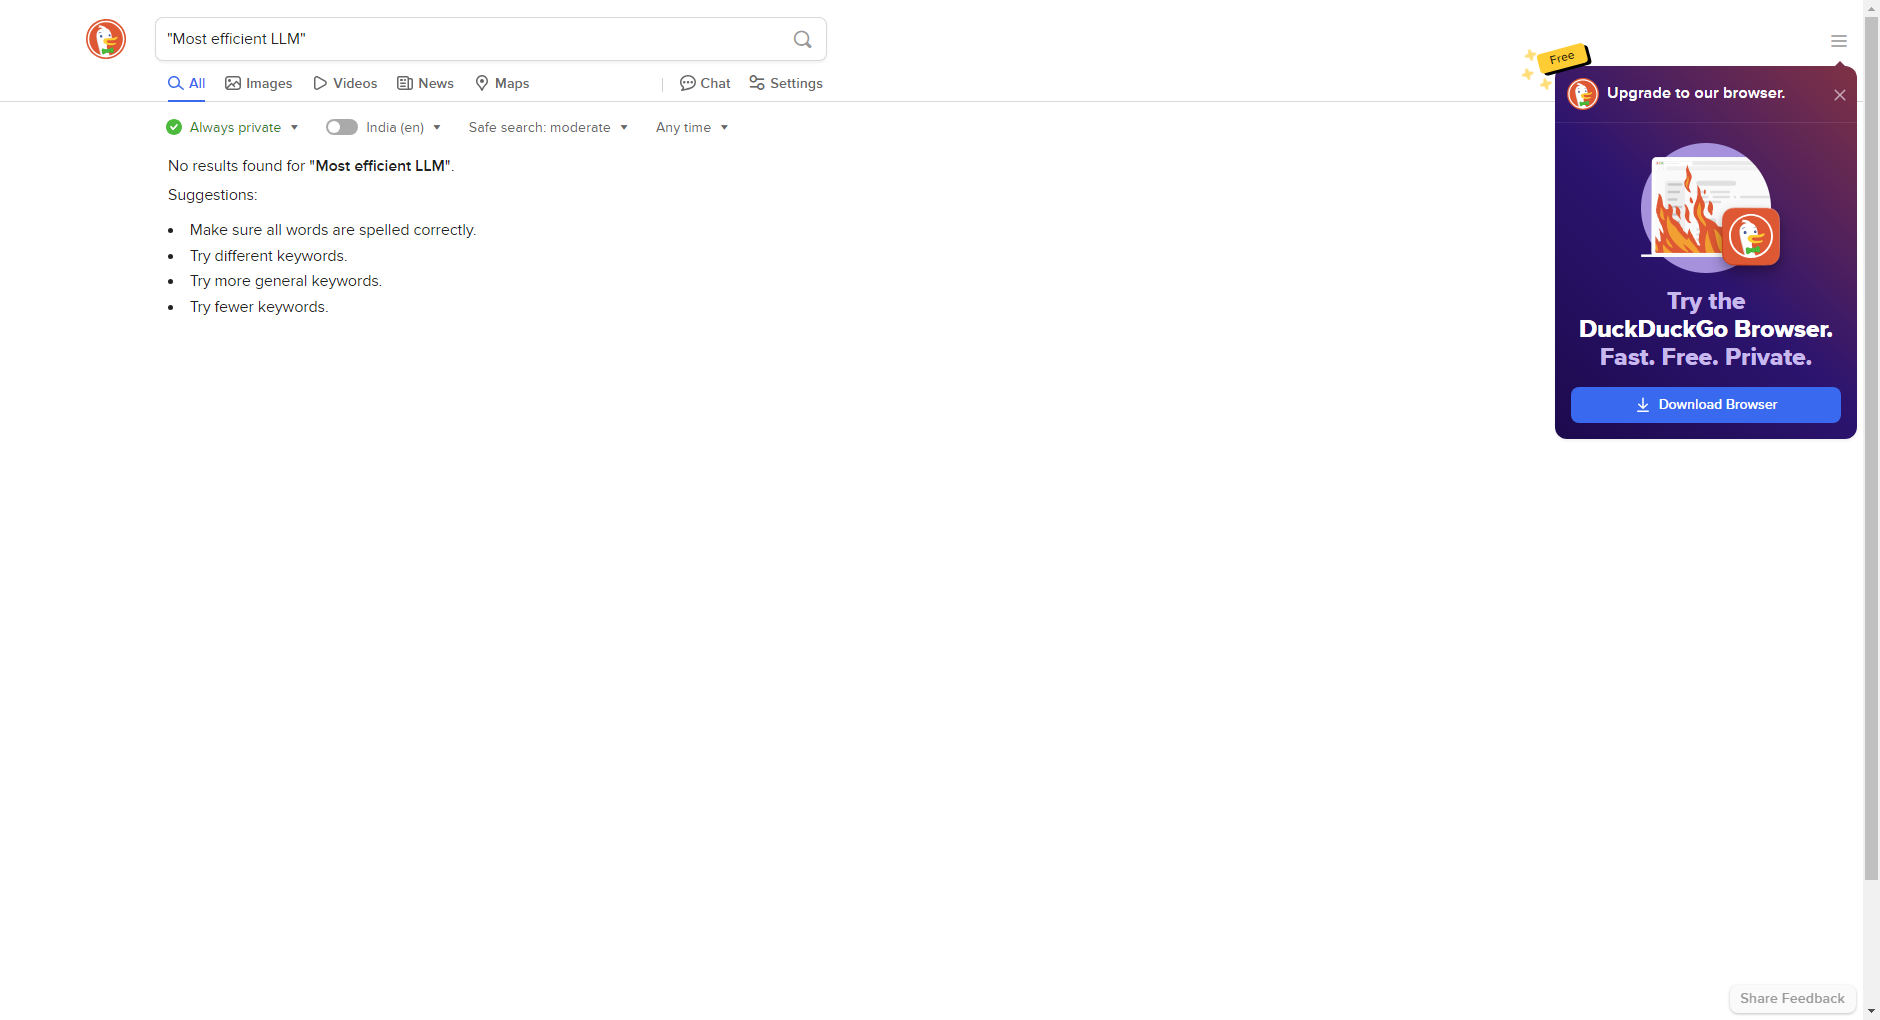 "Most efficient LLM"
All Images Videos News Maps Chat Settings
Always private India (en) Safe search: moderate Any time
No results found for "Most efficient LLM".
Suggestions:
Make sure all words are spelled correctly.
Try different keywords.
Try more general keywords.
Try fewer keywords.
Free
Upgrade to our browser.
Try the
DuckDuckGo Browser.
Fast. Free. Private.
Download Browser
Share Feedback